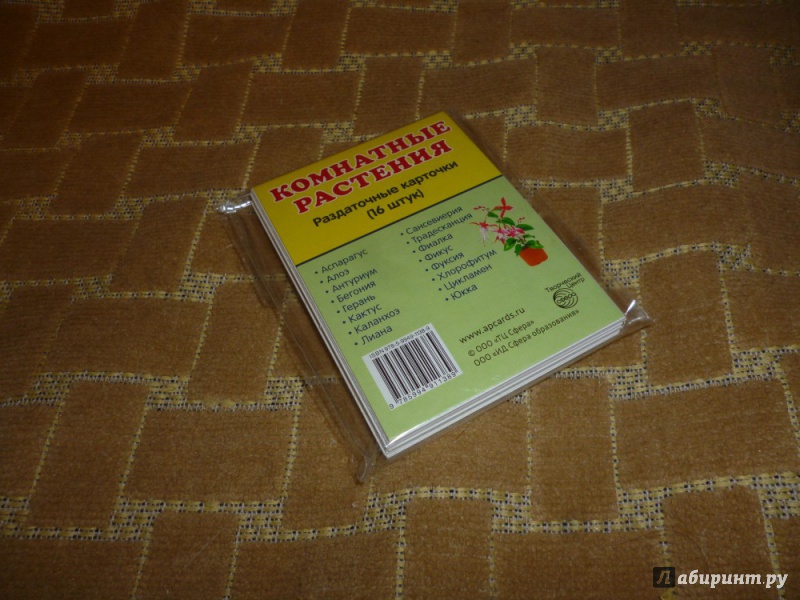 КОМНАТНЫЕ
РАСТЕНИЯ
Раздаточные карточки
(16 штук)
• Аспарагус
• Алоэ
• Антуриум
• Бегония
• Герань
• Кактус
• Каланхоэ
• Лиана
• Сансевиерия
• Традесканция
• Фиалка
• Фикус
• Фуксия
• Хлорофитум
• Цикламен
• Юкка
Творческий
Центр
www.apcards.ru
© ООО «ТЦ Сфера»
ООО «ИД Сфера образования»
Лабиринт.ру